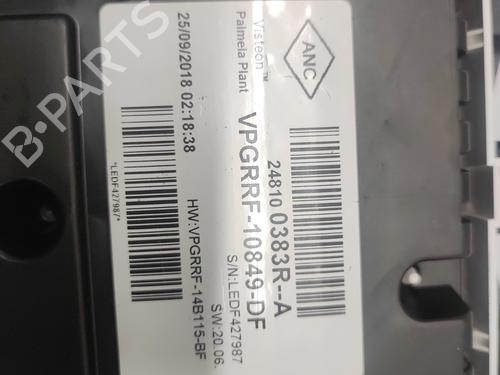 ANC
Visteon™
Palmela Plant
25/09/2018 02:18:38
24810 0383R--A
VPGRRF-10849-DF
S/N:LEDF427987
*LEDF427987*
HW:VPGRRF-14B115-BF
SW:20.06.
B-PARTS